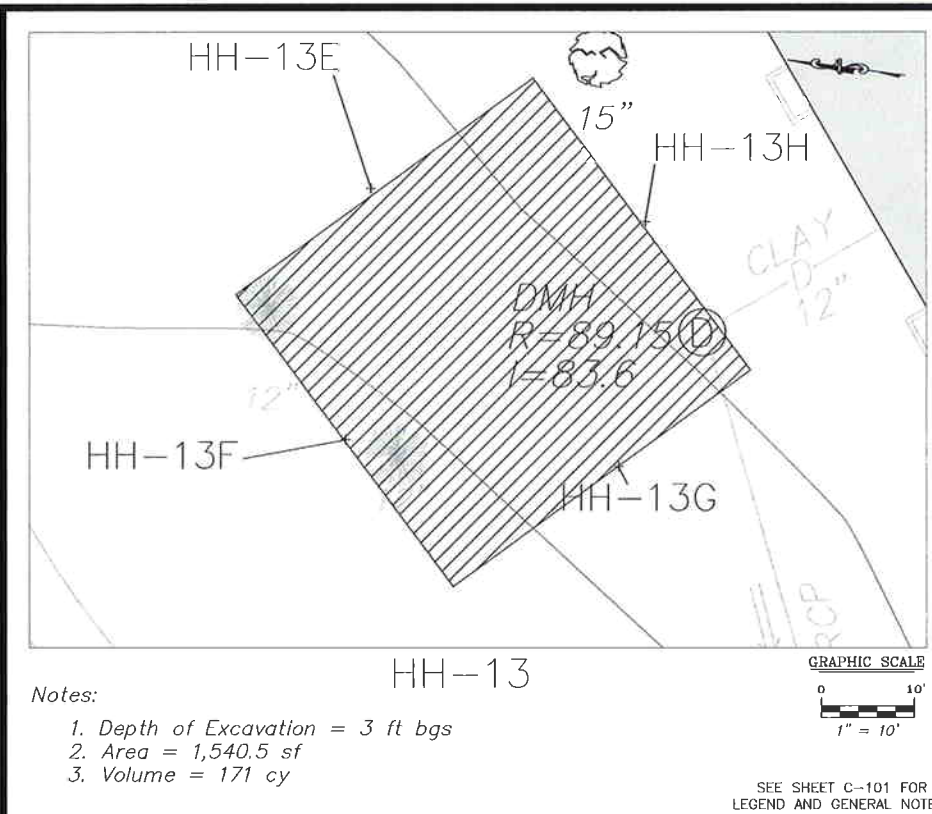 HH-13E
15"
HH-13H
CLAY
D
12"
DMH
R=89.15
I=83.6
D
12"
HH-13F
HH-13G
RCP
HH-13
GRAPHIC SCALE
0 10'
1" = 10'
Notes:
1. Depth of Excavation = 3 ft bgs
2. Area = 1,540.5 sf
3. Volume = 171 cy
SEE SHEET C-101 FOR
LEGEND AND GENERAL NOTE